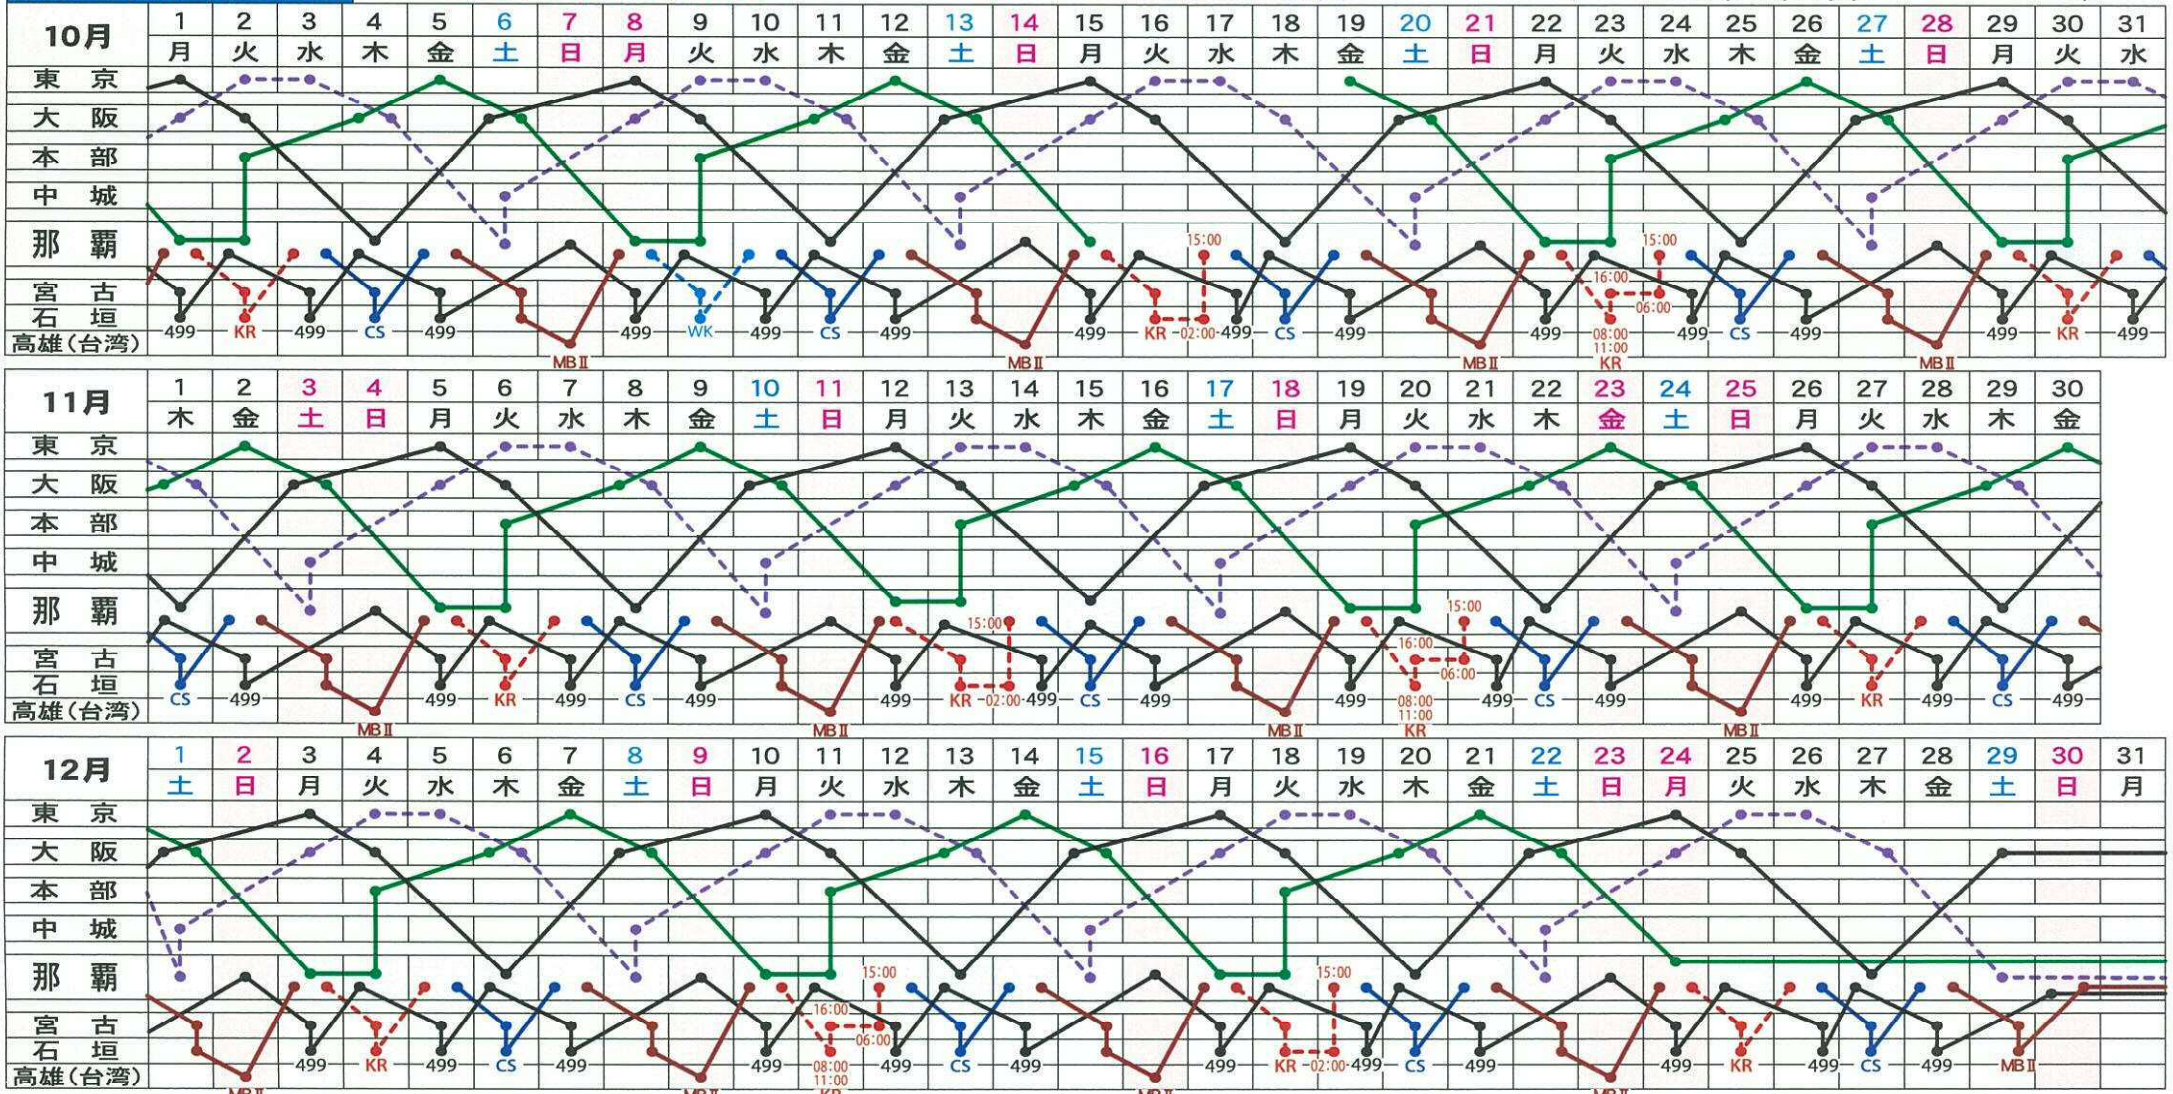 10月 1 2 3 4 5 6 7 8 9 10 11 12 13 14 15 16 17 18 19 20 21 22 23 24 25 26 27 28 29 30 31
月 火 水 木 金 土 日 月 火 水 木 金 土 日 月 火 水 木 金 土 日 月 火 水 木 金 土 日 月 火 水
東京
大阪
本部
中城
那覇 15:00 15:00
16:00
宮古
06:00
石垣
499 KR 499 CS 499 499 WK 499 CS 499 499 KR 02:00 499 CS 499 499 08:00 499 CS 499 499 KR 499
高雄(台湾) 11:00
MBⅡ MBⅡ MBⅡ KR MBⅡ
11月 1 2 3 4 5 6 7 8 9 10 11 12 13 14 15 16 17 18 19 20 21 22 23 24 25 26 27 28 29 30
木 金 土 日 月 火 水 木 金 土 日 月 火 水 木 金 土 日 月 火 水 木 金 土 日 月 火 水 木 金
東京
大阪
本部
中城
那覇 15:00
15:00
16:00
宮古
06:00
石垣
CS 499 499 KR 499 CS 499 499 KR 02:00 499 CS 499 499 08:00 499 CS 499 499 KR 499 CS 499
高雄(台湾) 11:00
MBⅡ MBⅡ MBⅡ KR MBⅡ
12月 1 2 3 4 5 6 7 8 9 10 11 12 13 14 15 16 17 18 19 20 21 22 23 24 25 26 27 28 29 30 31
土 日 月 火 水 木 金 土 日 月 火 水 木 金 土 日 月 火 水 木 金 土 日 月 火 水 木 金 土 日 月
東京
大阪
本部
中城
那覇 15:00 15:00
16:00
宮古
06:00
石垣
499 KR 499 CS 499 499 08:00 499 CS 499 499 KR 02:00 499 CS 499 499 KR 499 CS 499 MBⅡ
高雄(台湾) 11:00
MBⅡ MBⅡ KR MBⅡ MBⅡ